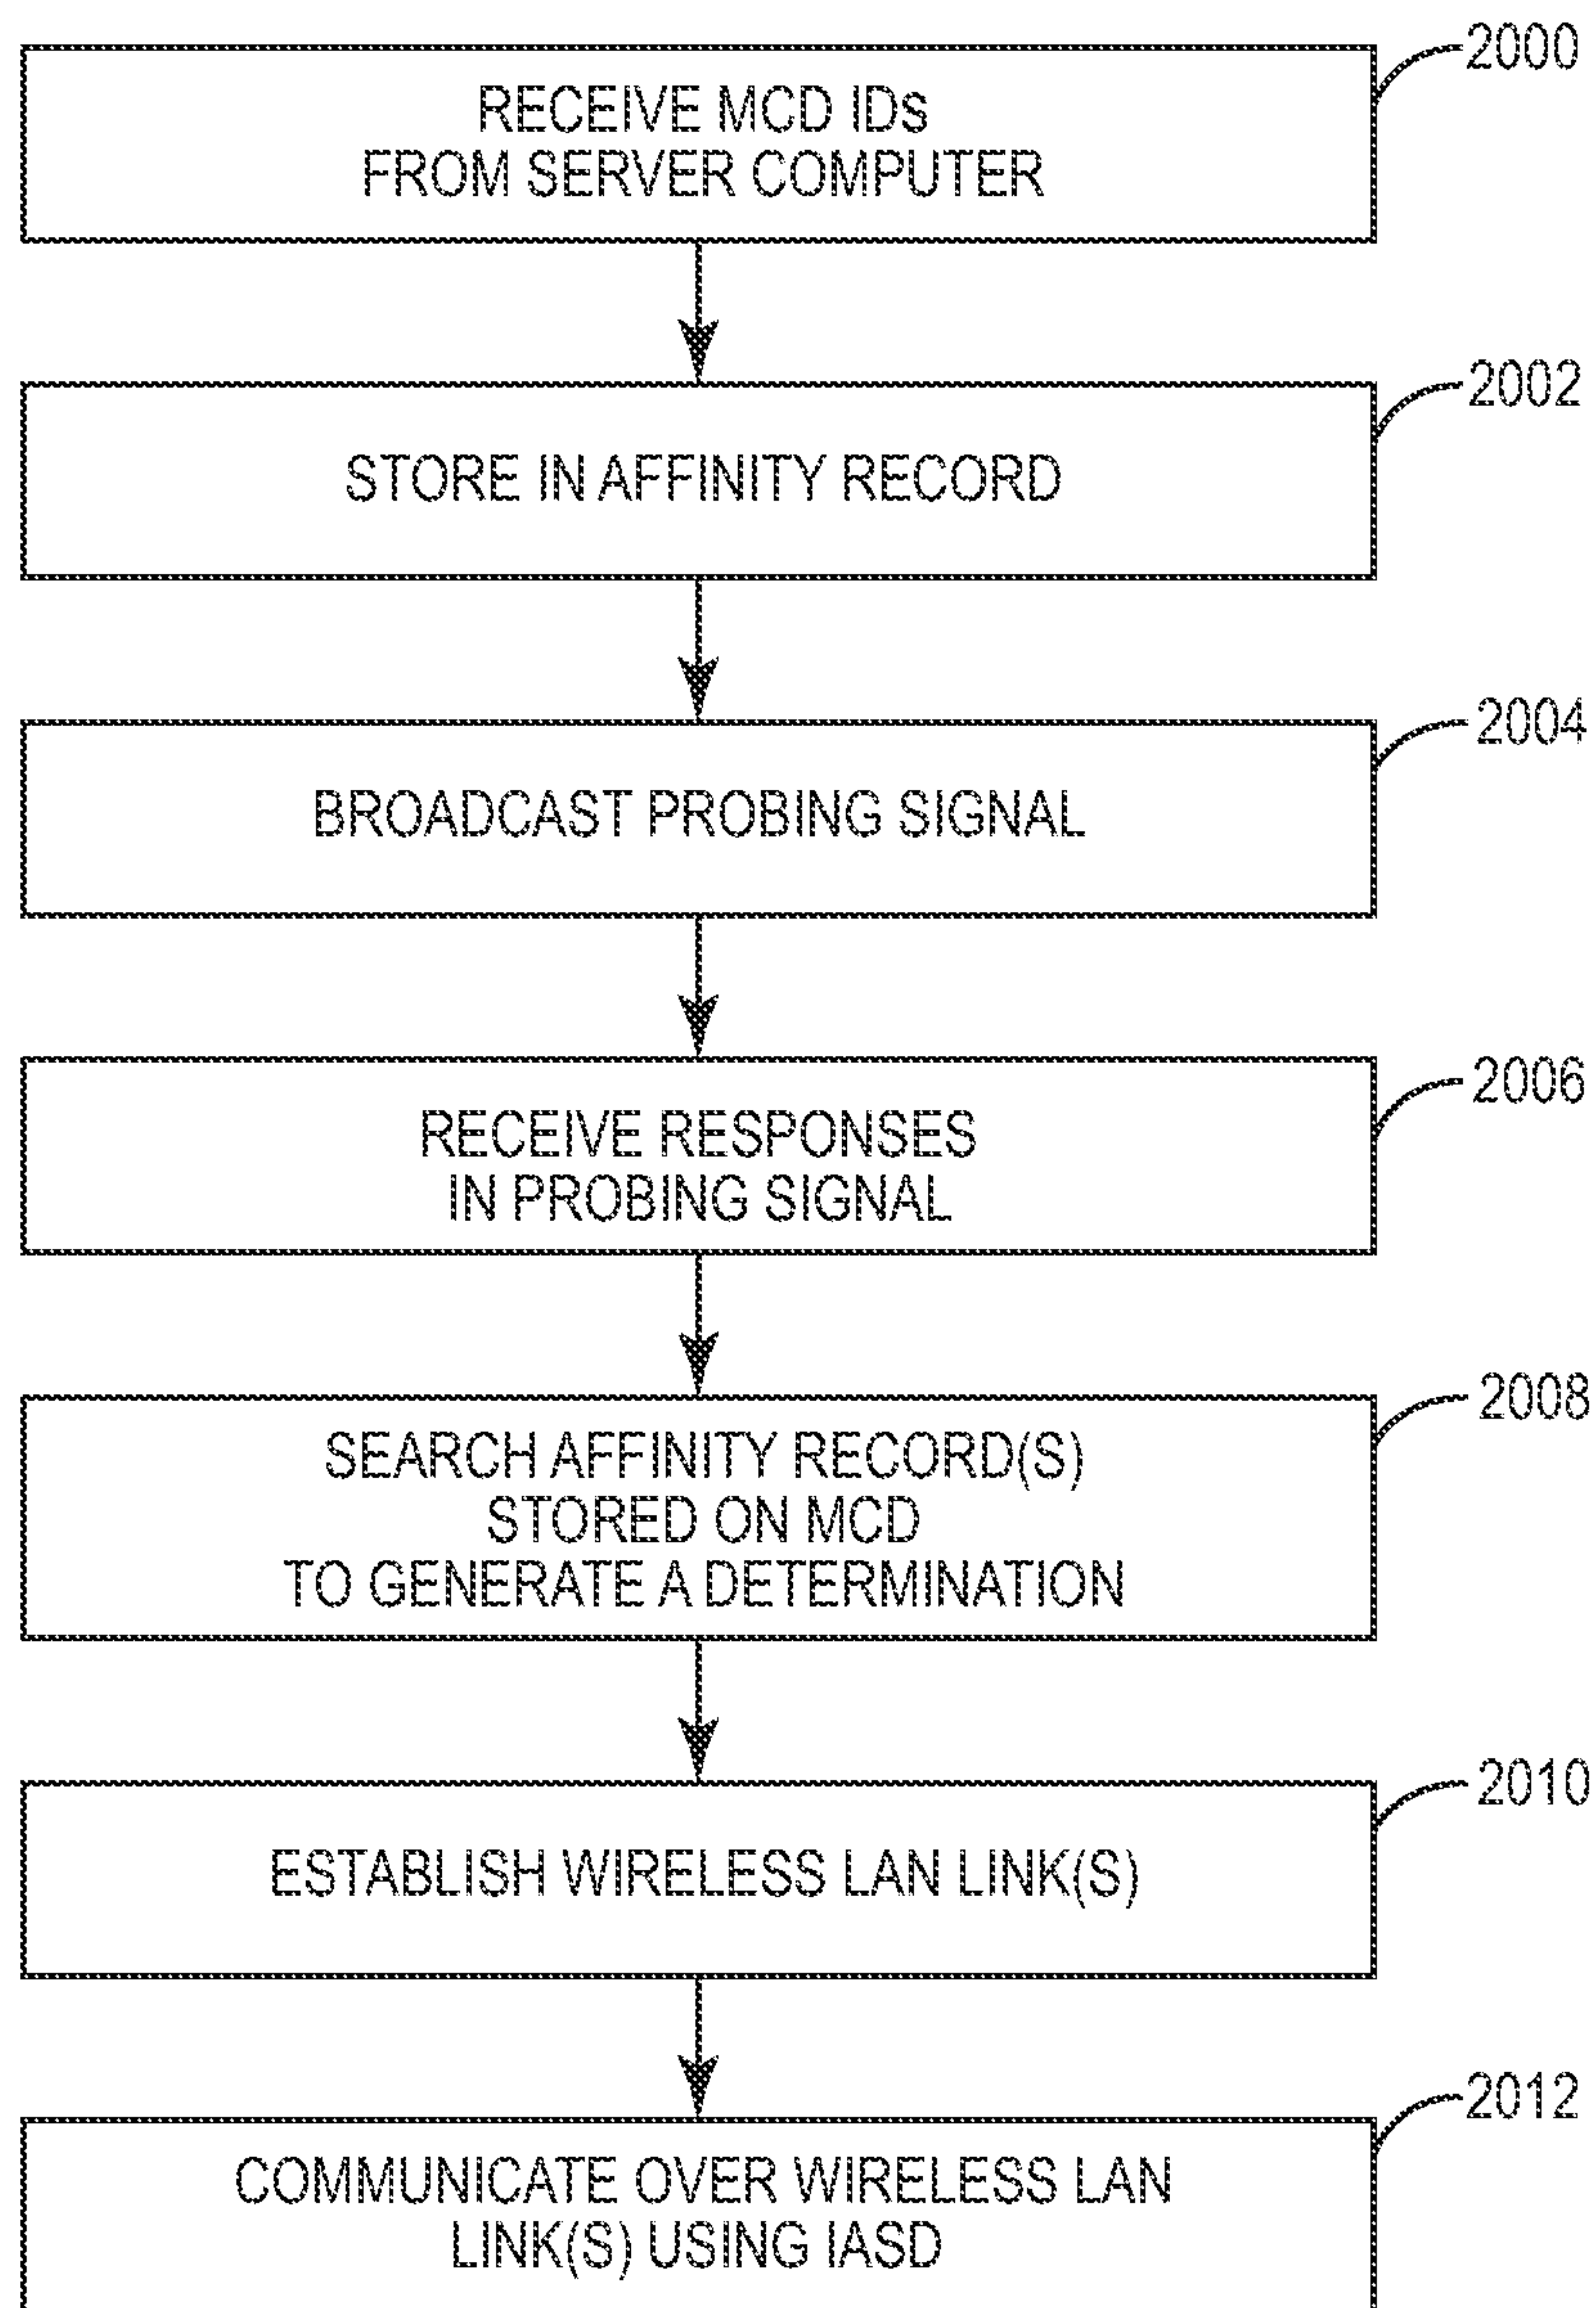 2000
RECEIVE MCD IDs
FROM SERVER COMPUTER
2002
STORE IN AFFINITY RECORD
2004
BROADCAST PROBING SIGNAL
2006
RECEIVE RESPONSES
IN PROBING SIGNAL
2008
SEARCH AFFINITY RECORD(S)
STORED ON MCD
TO GENERATE A DETERMINATION
2010
ESTABLISH WIRELESS LAN LINK(S)
2012
COMMUNICATE OVER WIRELESS LAN
LINK(S) USING IASD